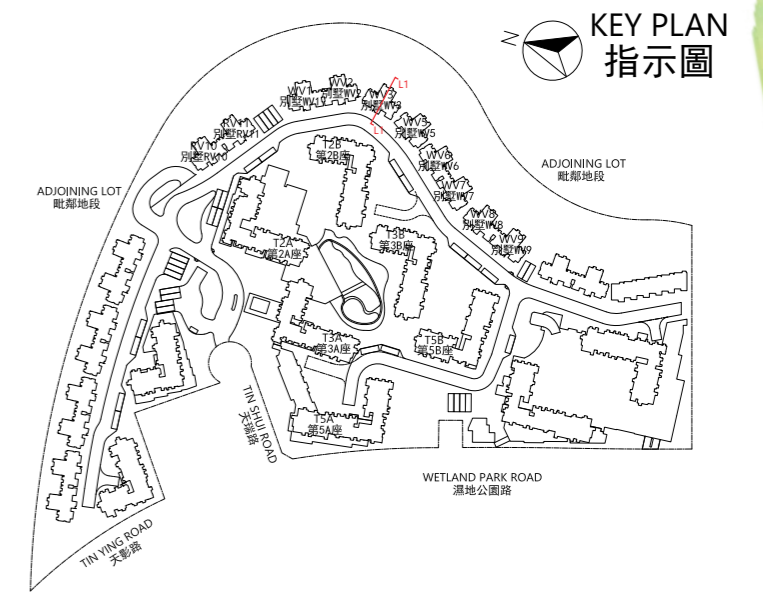 KEY PLAN
指示圖
N
WV2
別墅WV2
WV1
別墅WV1
L1
WV3
別墅WV3
L1
RV11
別墅RV11
WV5
別墅WV5
RV10
別墅RV10
T2B
第2B座
WV6
別墅WV6
ADJOINING LOT
毗鄰地段
ADJOINING LOT
毗鄰地段
WV7
別墅WV7
WV8
別墅WV8
T3B
第3B座
WV9
別墅WV9
T2A
第2A座
T3A
第3A座
T5B
第5B座
TIN SHUI ROAD
天瑞路
T5A
第5A座
WETLAND PARK ROAD
濕地公園路
TIN YING ROAD
天影路